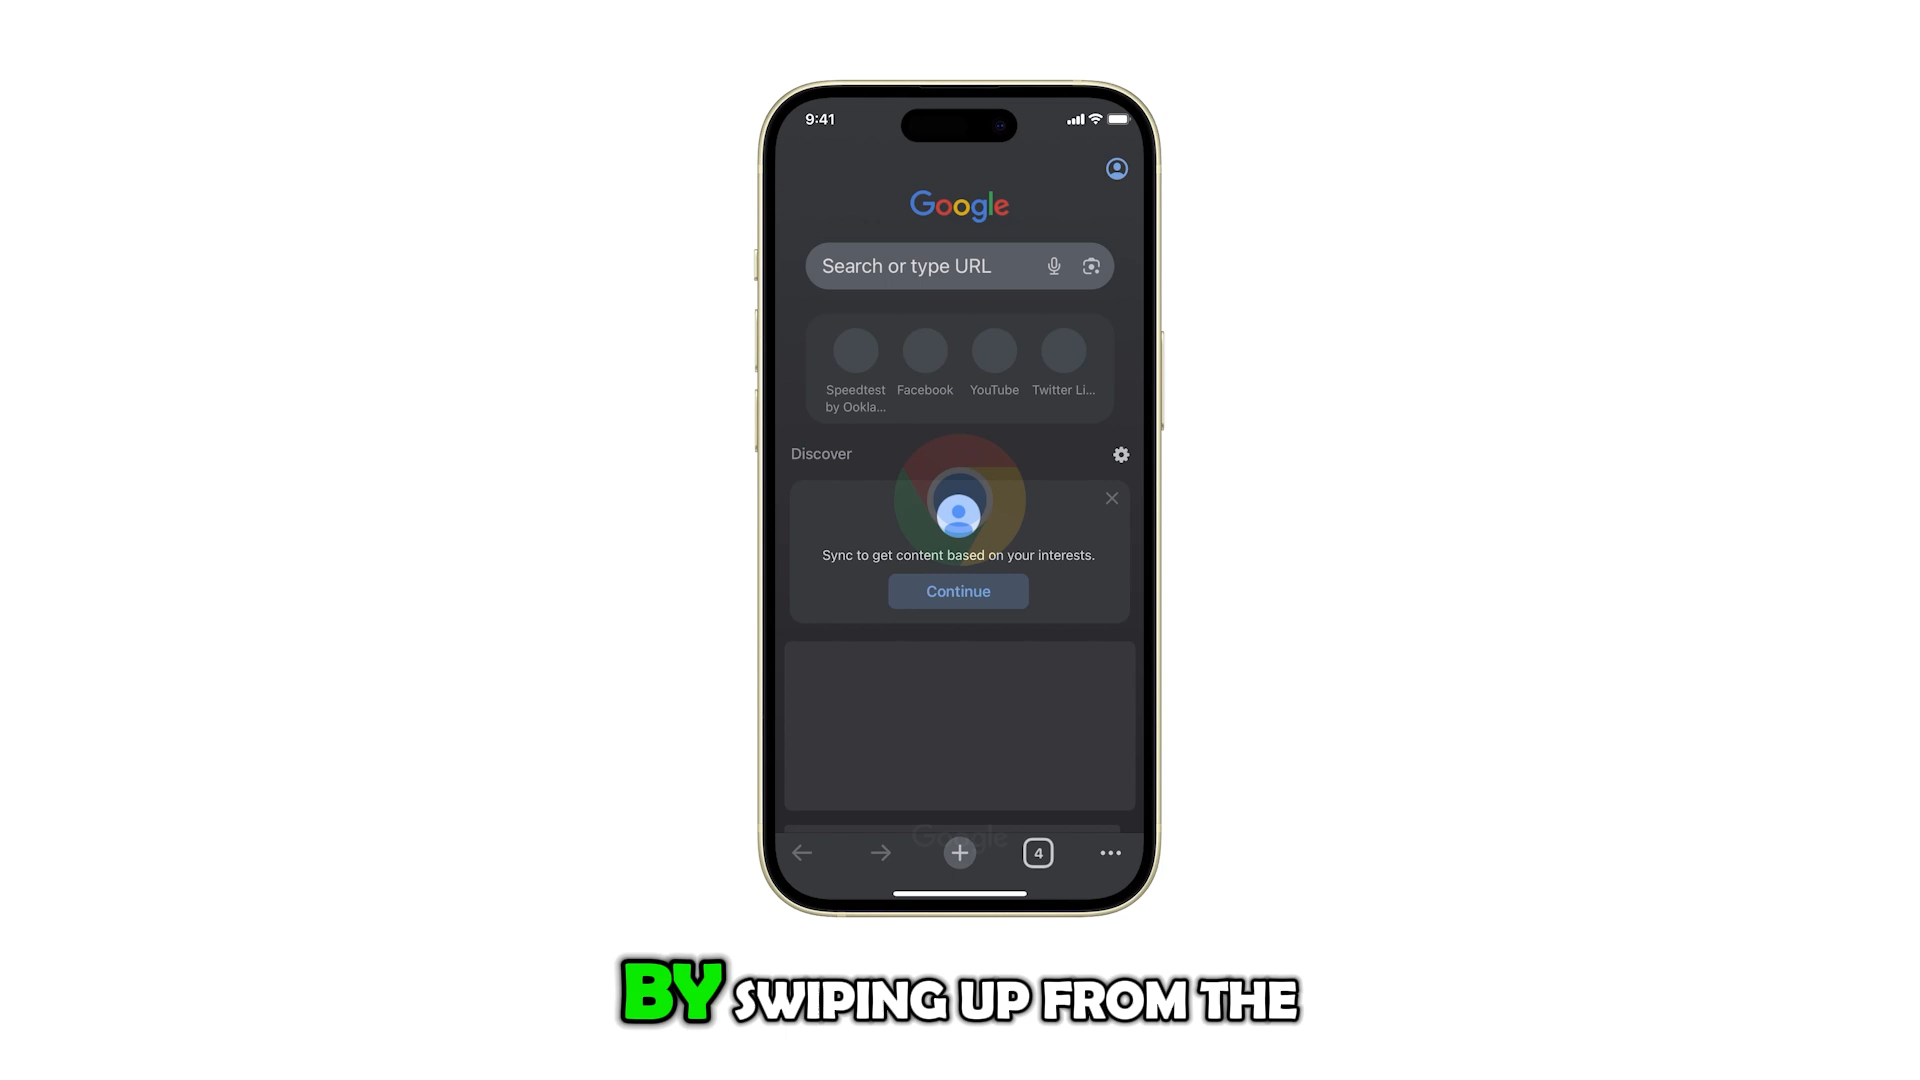 9:41
Google
Search or type URL
Speedtest by Ookla...
Facebook
YouTube
Twitter Li...
Discover
Sync to get content based on your interests.
Continue
Google
4
BY SWIPING UP FROM THE